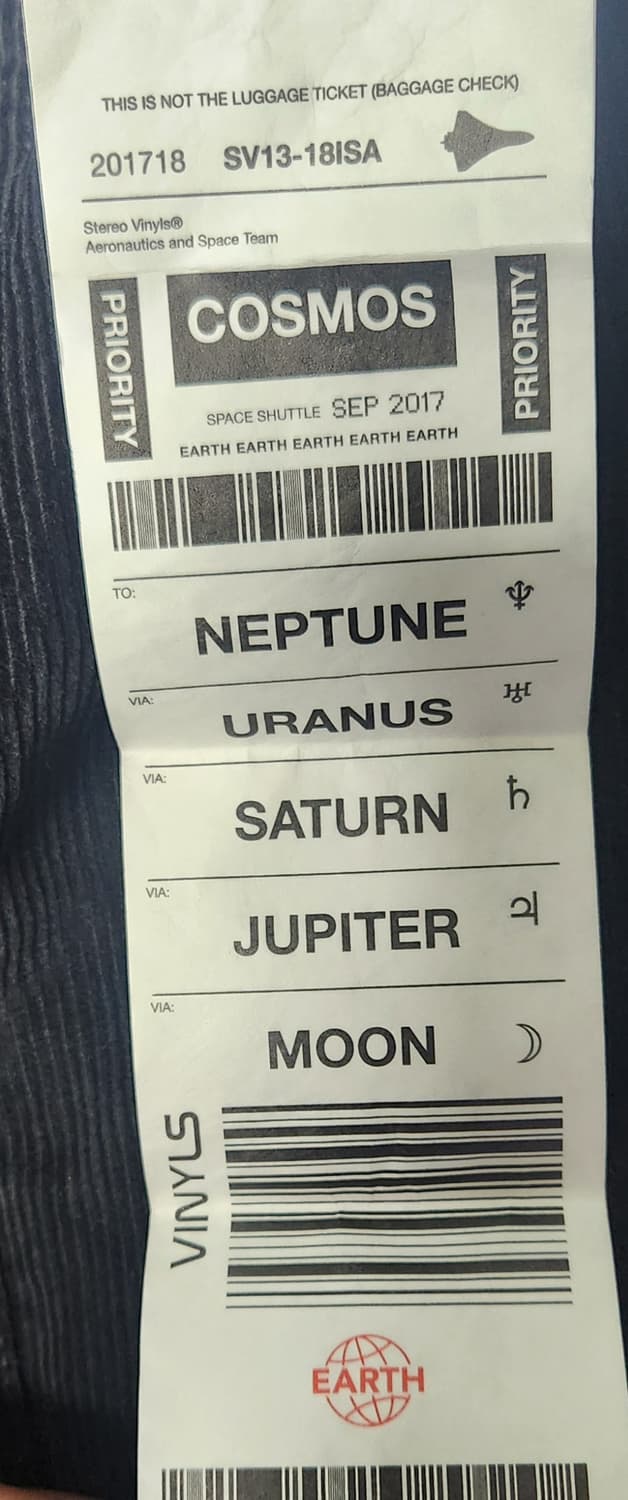 THIS IS NOT THE LUGGAGE TICKET (BAGGAGE CHECK)
201718 SV13-18ISA
Stereo Vinyls®
Aeronautics and Space Team
PRIORITY
COSMOS
PRIORITY
SPACE SHUTTLE SEP 2017
EARTH EARTH EARTH EARTH EARTH
TO:
NEPTUNE ♆
VIA:
URANUS ♅
VIA:
SATURN ♄
VIA:
JUPITER ♃
VIA:
MOON ☽
VINYLS
EARTH